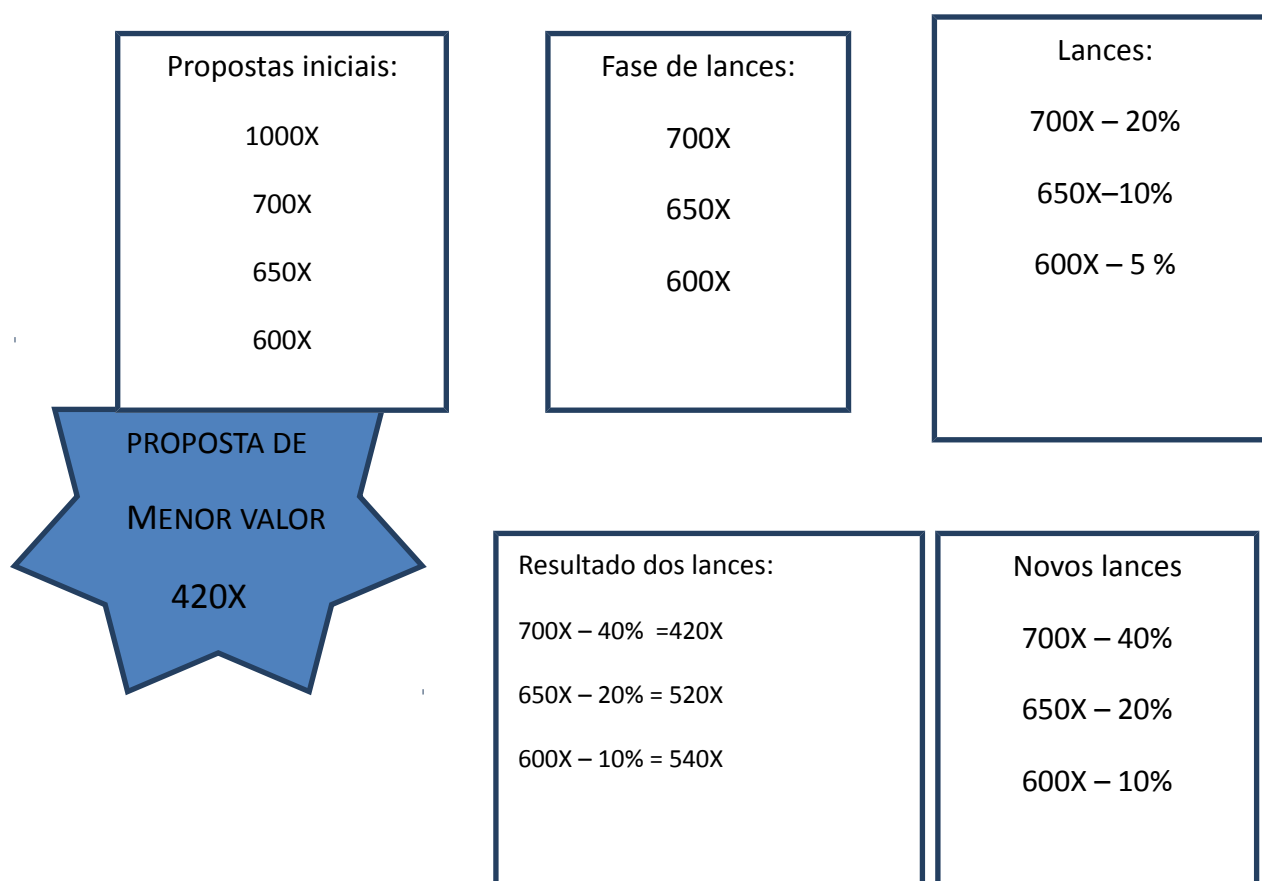 Propostas iniciais:
1000X
700X
650X
600X
Fase de lances:
700X
650X
600X
Lances:
700X – 20%
650X–10%
600X – 5 %
PROPOSTA DE
MENOR VALOR
420X
Resultado dos lances:
700X – 40% =420X
650X – 20% = 520X
600X – 10% = 540X
Novos lances
700X – 40%
650X – 20%
600X – 10%